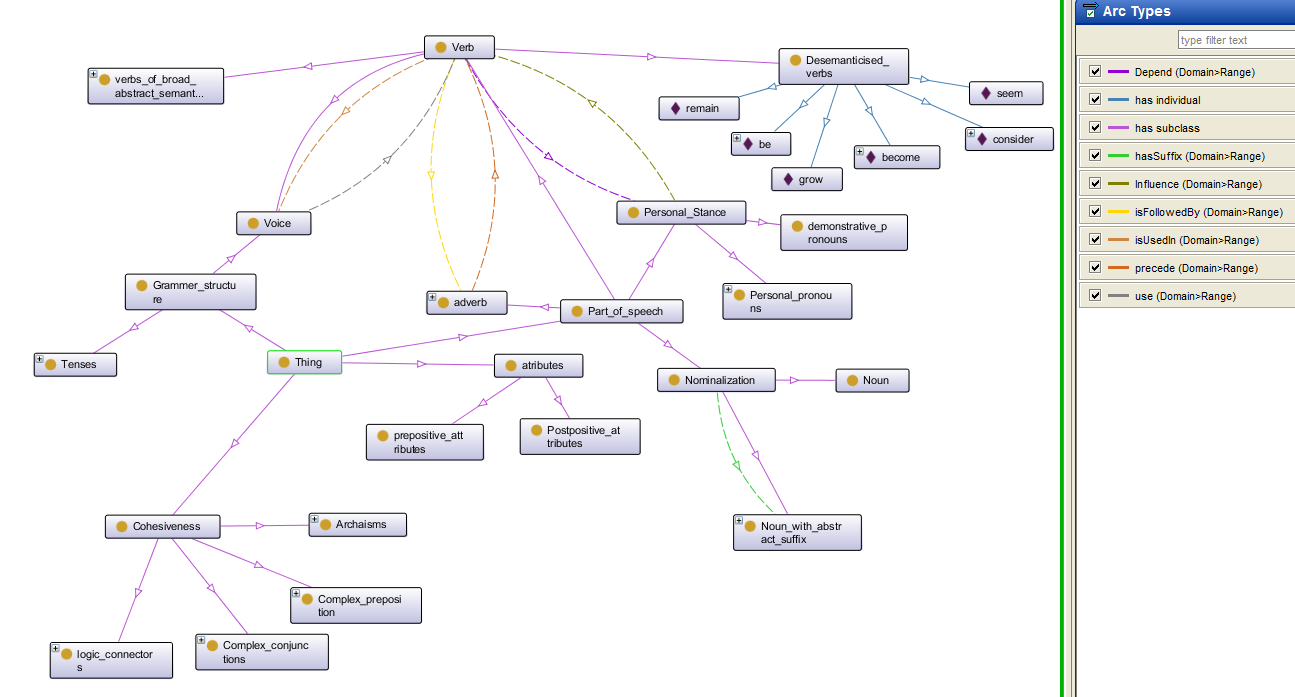 Verb
verbs_of_broad_
abstract_semant...
Desemanticised_
verbs
remain
seem
be
consider
become
grow
Voice
Personal_Stance
demonstrative_p
ronouns
Grammer_structu
re
adverb
Part_of_speech
Personal_pronou
ns
Tenses
Thing
atributes
Nominalization
Noun
prepositive_att
ributes
Postpositive_at
tributes
Cohesiveness
Archaisms
Noun_with_abstr
act_suffix
Complex_preposi
tion
logic_connector
s
Complex_conjunc
tions
Arc Types
type filter text
Depend (Domain>Range)
has individual
has subclass
hasSuffix (Domain>Range)
Influence (Domain>Range)
isFollowedBy (Domain>Range)
isUsedIn (Domain>Range)
precede (Domain>Range)
use (Domain>Range)